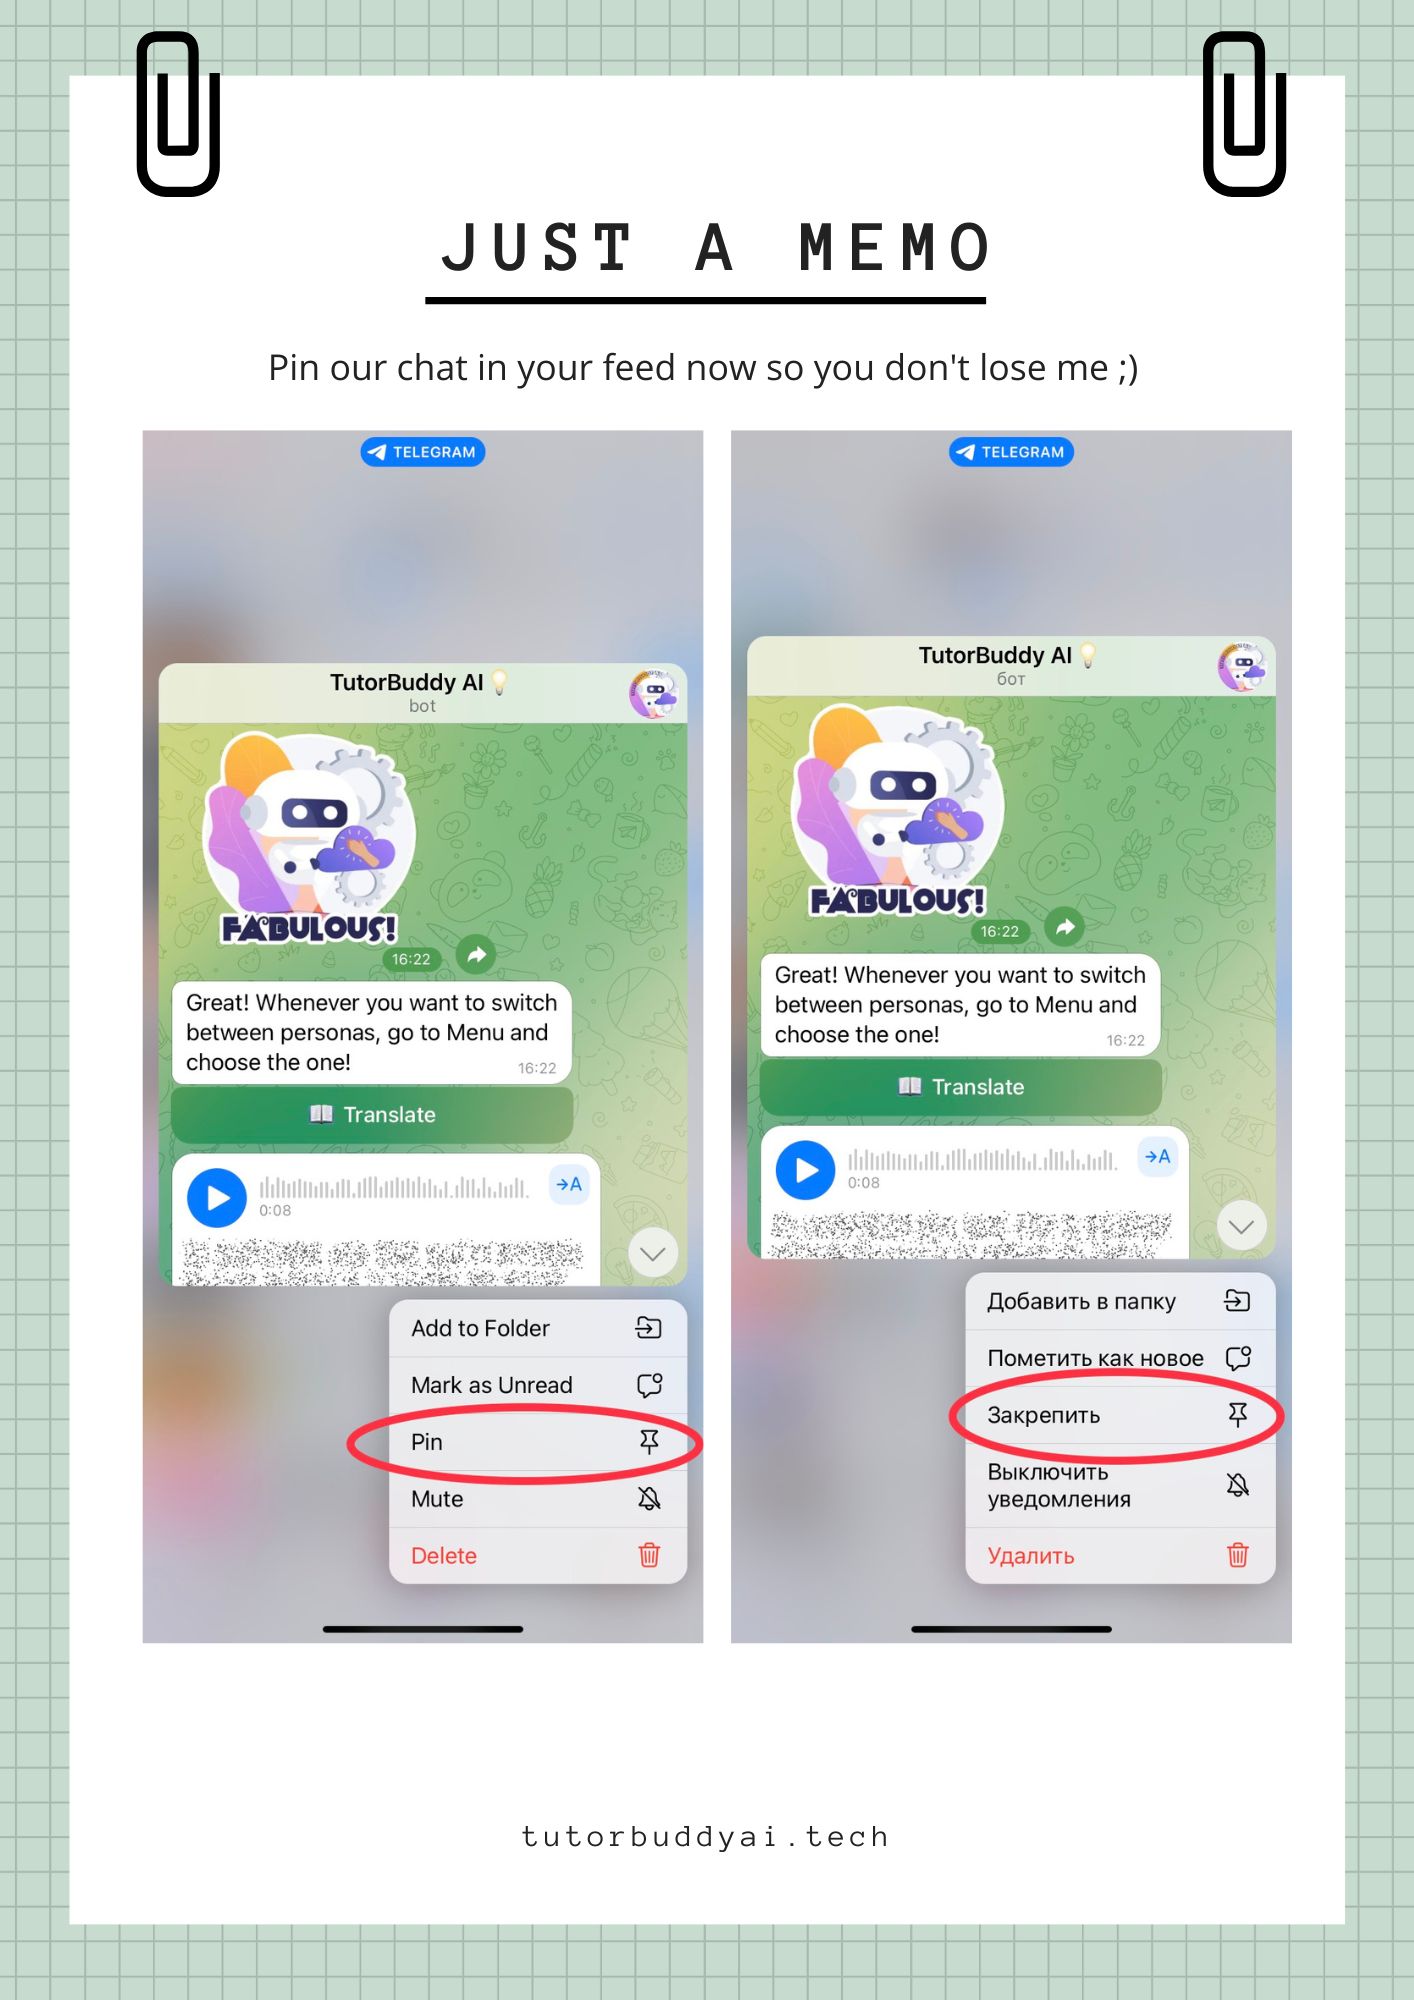 JUST A MEMO
Pin our chat in your feed now so you don't lose me ;)
TELEGRAM
TutorBuddy AI💡
bot
FABULOUS!
16:22
Great! Whenever you want to switch
between personas, go to Menu and
choose the one!
16:22
📖 Translate
→A
0:08
Add to Folder
Mark as Unread
Pin
Mute
Delete
TELEGRAM
TutorBuddy AI💡
бот
FABULOUS!
16:22
Great! Whenever you want to switch
between personas, go to Menu and
choose the one!
16:22
📖 Translate
→A
0:08
Добавить в папку
Пометить как новое
Закрепить
Выключить
уведомления
Удалить
tutorbuddyai.tech